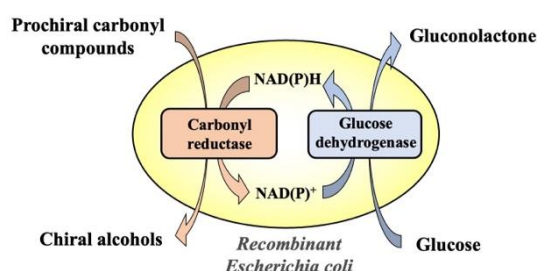 Prochiral carbonyl
compounds
Gluconolactone
NAD(P)H
Carbonyl
reductase
Glucose
dehydrogenase
NAD(P)+
Chiral alcohols
Glucose
Recombinant
Escherichia coli